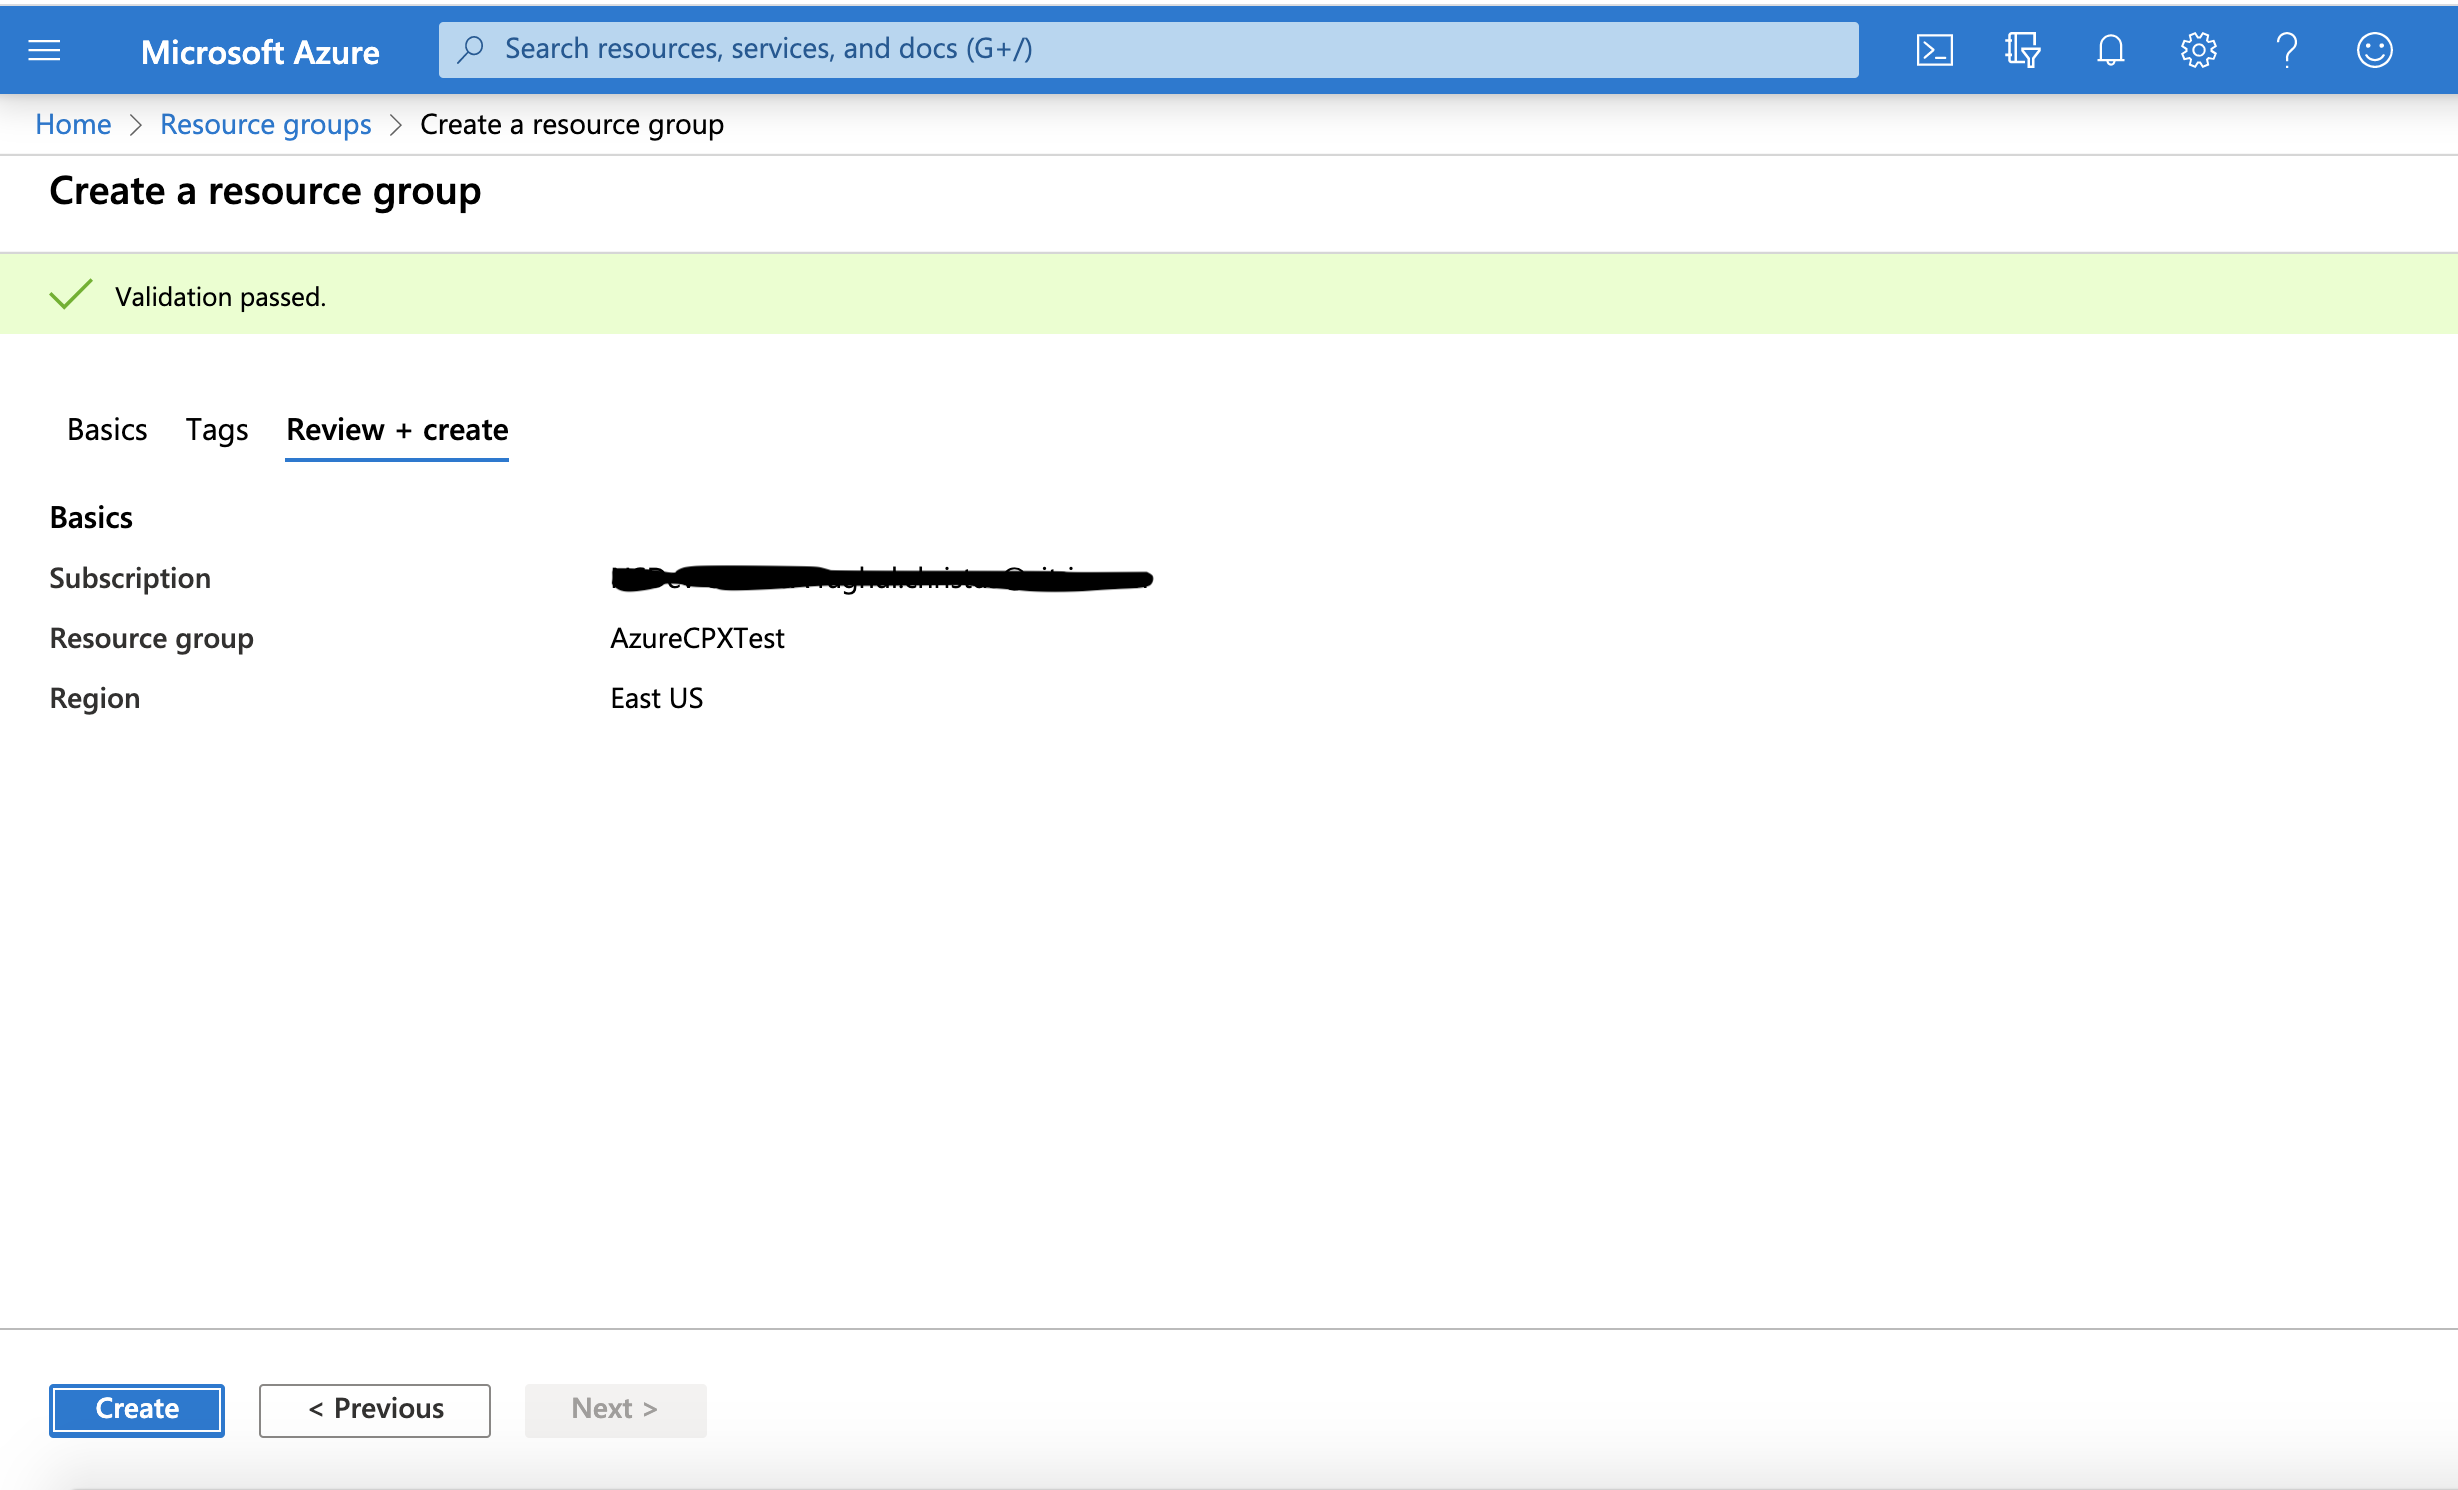 Microsoft Azure
Search resources, services, and docs (G+/)
Home > Resource groups > Create a resource group
Create a resource group
Validation passed.
Basics Tags Review + create
Basics
Subscription
Resource group AzureCPXTest
Region East US
Create < Previous Next >